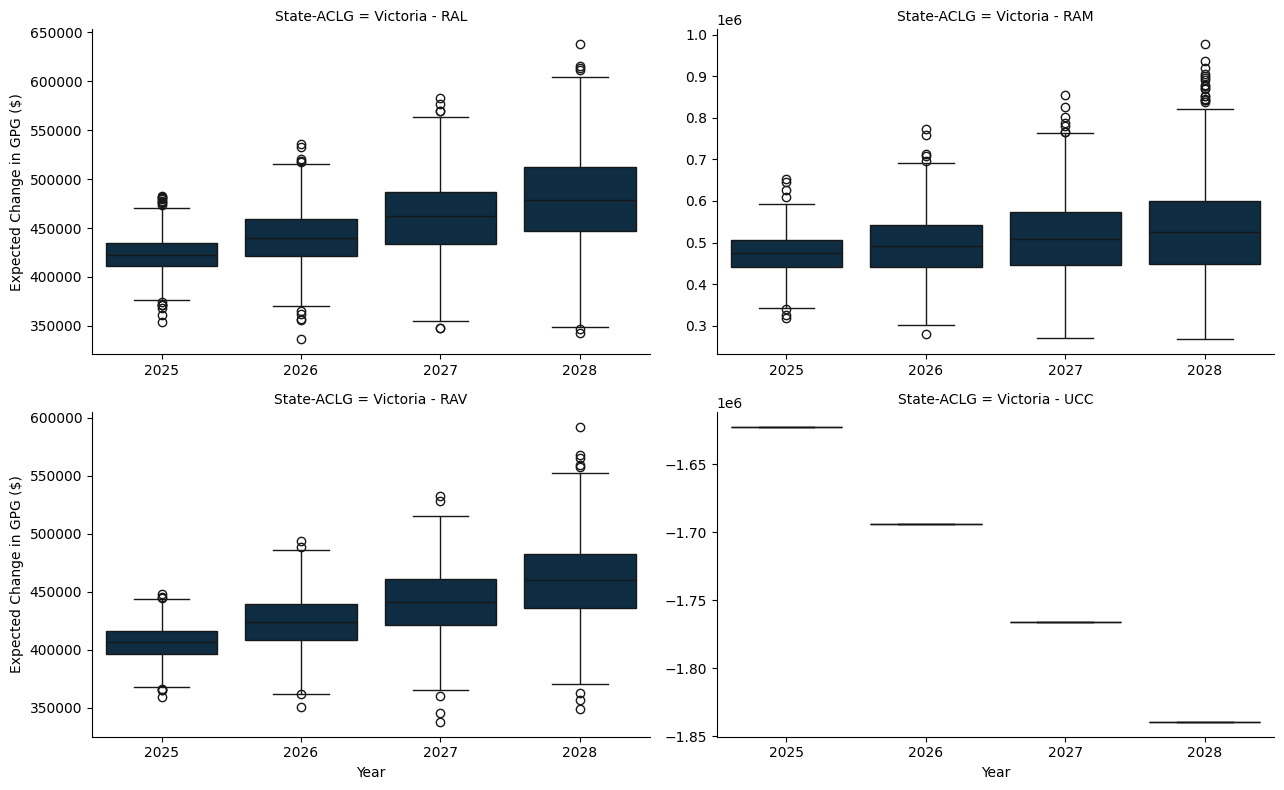 State-ACLG = Victoria - RAL
Expected Change in GPG ($)
650000
600000
550000
500000
450000
400000
350000
2025 2026 2027 2028
State-ACLG = Victoria - RAM
1e6
1.0
0.9
0.8
0.7
0.6
0.5
0.4
0.3
2025 2026 2027 2028
State-ACLG = Victoria - RAV
Expected Change in GPG ($)
600000
550000
500000
450000
400000
350000
2025 2026 2027 2028
Year
State-ACLG = Victoria - UCC
1e6
−1.65
−1.70
−1.75
−1.80
−1.85
2025 2026 2027 2028
Year